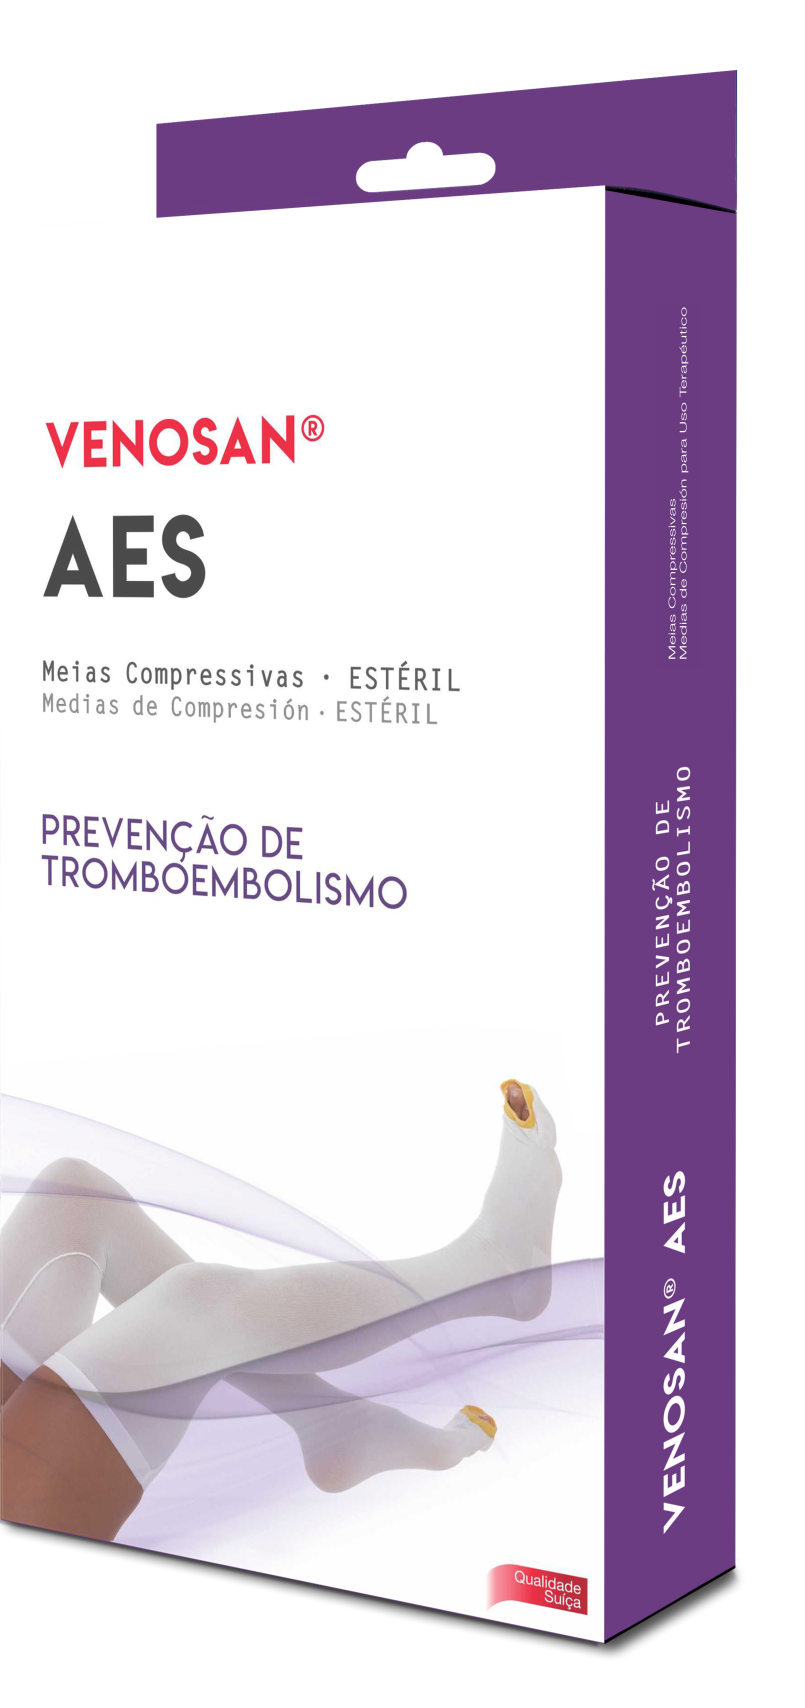 VENOSAN®
AES
Meias Compressivas · ESTÉRIL
Medias de Compresión · ESTÉRIL
PREVENÇÃO DE
TROMBOEMBOLISMO
Qualidade
Suíça
Meias Compressivas
Medias de Compresión para Uso Terapéutico
PREVENÇÃO DE
TROMBOEMBOLISMO
VENOSAN® AES